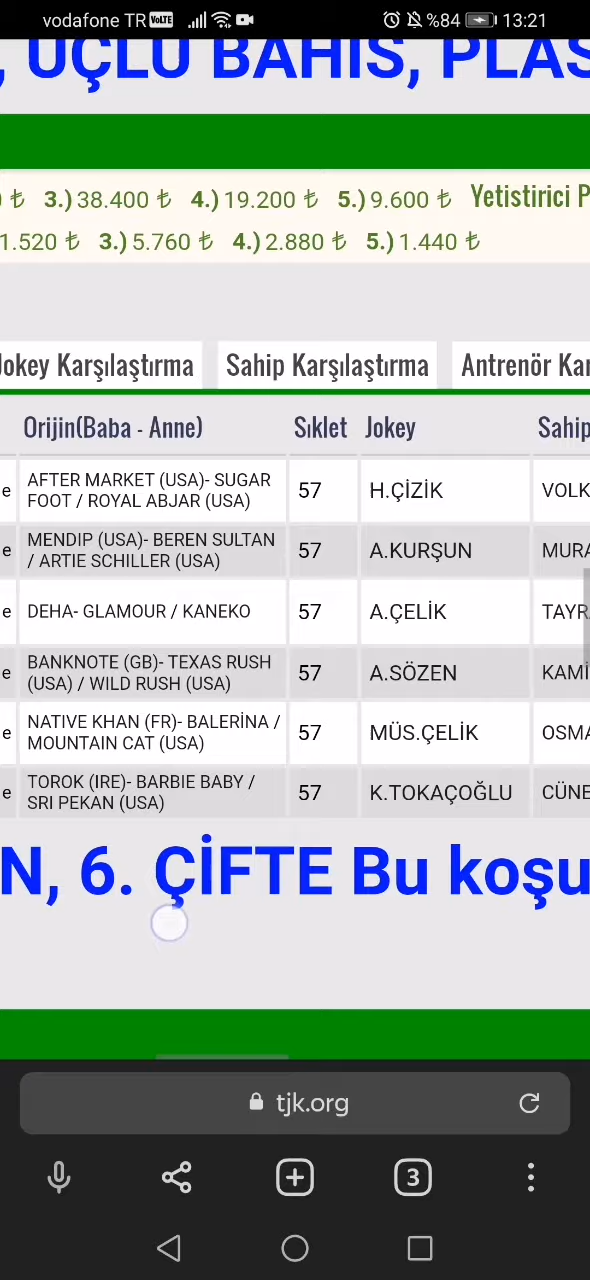 vodafone TR VoLTE %84 13:21
, ÜÇLÜ BAHİS, PLAS
) ₺ 3.) 38.400 ₺ 4.) 19.200 ₺ 5.) 9.600 ₺ Yetistirici P
1.520 ₺ 3.) 5.760 ₺ 4.) 2.880 ₺ 5.) 1.440 ₺
Jokey Karşılaştırma Sahip Karşılaştırma Antrenör Kar
Orijin(Baba - Anne) Sıklet Jokey Sahip
e AFTER MARKET (USA)- SUGAR FOOT / ROYAL ABJAR (USA) 57 H.ÇİZİK VOLK
e MENDIP (USA)- BEREN SULTAN / ARTIE SCHILLER (USA) 57 A.KURŞUN MURA
e DEHA- GLAMOUR / KANEKO 57 A.ÇELİK TAYR
e BANKNOTE (GB)- TEXAS RUSH (USA) / WILD RUSH (USA) 57 A.SÖZEN KAMİ
e NATIVE KHAN (FR)- BALERİNA / MOUNTAIN CAT (USA) 57 MÜS.ÇELİK OSMA
e TOROK (IRE)- BARBIE BABY / SRI PEKAN (USA) 57 K.TOKAÇOĞLU CÜNE
N, 6. ÇİFTE Bu koşu
tjk.org
3